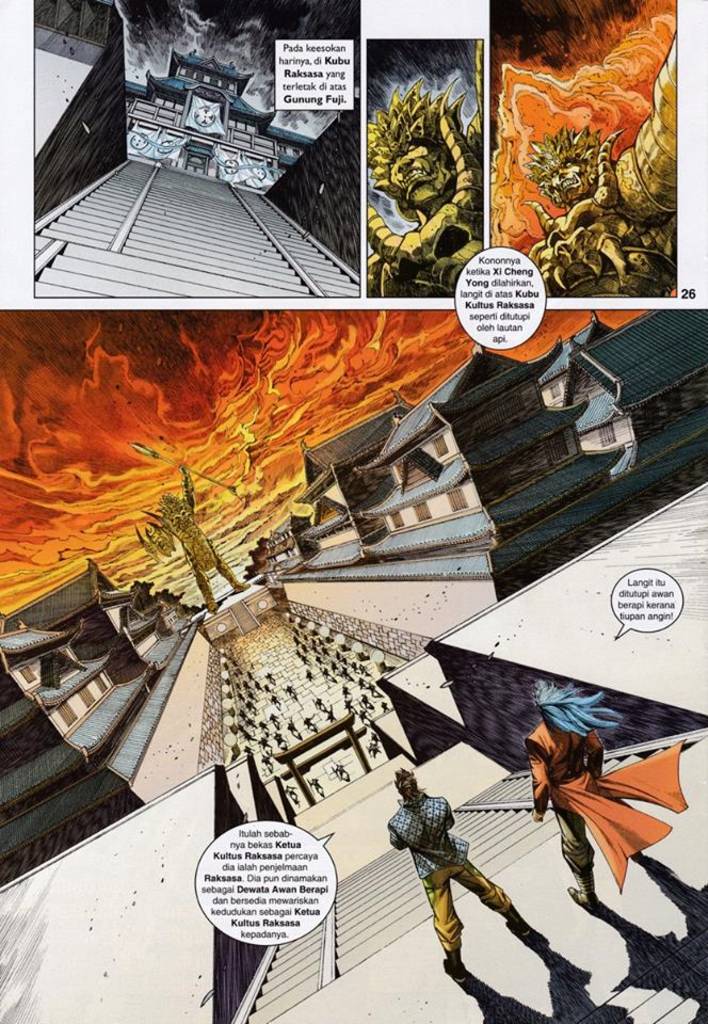 Pada keesokan
harinya, di Kubu
Raksasa yang
terletak di atas
Gunung Fuji.
Kononnya
ketika Xi Cheng
Yong dilahirkan,
langit di atas Kubu
Kultus Raksasa
seperti ditutupi
oleh lautan
api.
26
Langit itu
ditutupi awan
berapi kerana
tiupan angin!
Itulah sebab-
nya bekas Ketua
Kultus Raksasa percaya
dia ialah penjelmaan
Raksasa. Dia pun dinamakan
sebagai Dewata Awan Berapi
dan bersedia mewariskan
kedudukan sebagai Ketua
Kultus Raksasa
kepadanya.